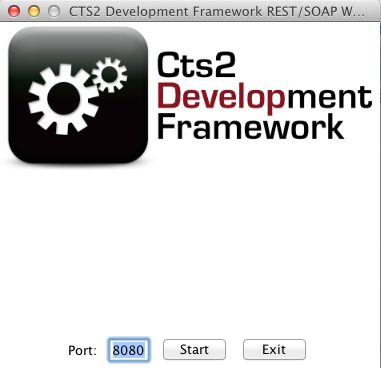 CTS2 Development Framework REST/SOAP W...
Cts2
Development
Framework
Port: 8080 Start Exit